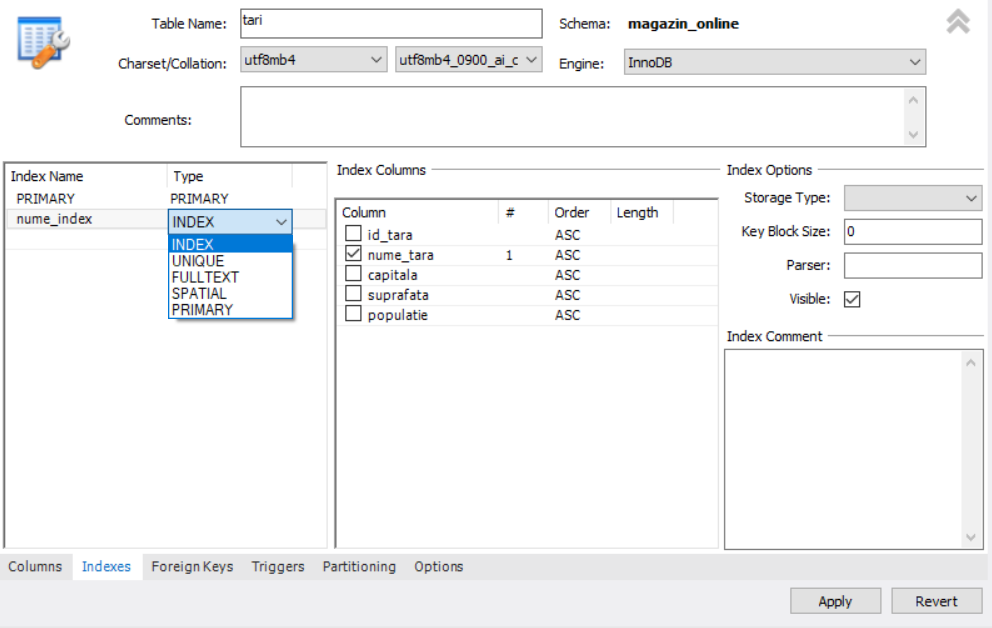 Table Name: tari Schema: magazin_online
Charset/Collation: utf8mb4 utf8mb4_0900_ai_c Engine: InnoDB
Comments:
Index Name Type
PRIMARY PRIMARY
nume_index INDEX
INDEX
UNIQUE
FULLTEXT
SPATIAL
PRIMARY
Index Columns
Column # Order Length
id_tara ASC
nume_tara 1 ASC
capitala ASC
suprafata ASC
populatie ASC
Index Options
Storage Type:
Key Block Size: 0
Parser:
Visible:
Index Comment
Columns Indexes Foreign Keys Triggers Partitioning Options
Apply Revert